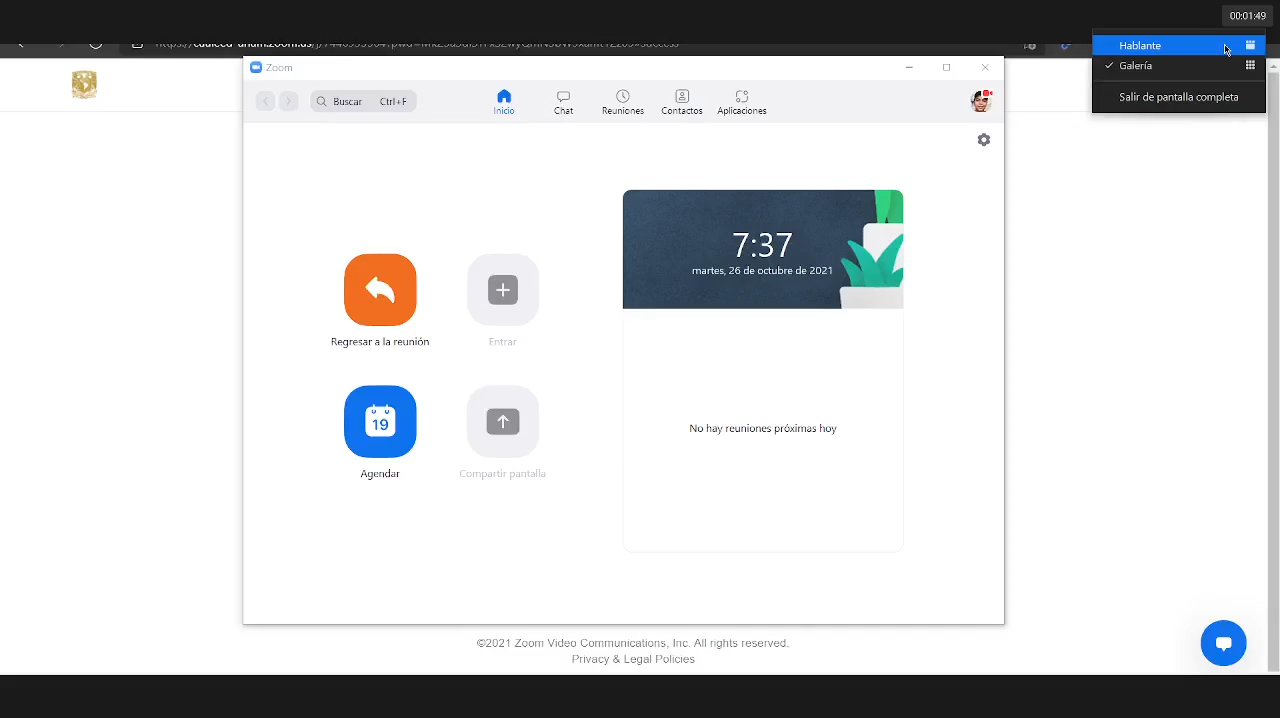 00:01:49
Hablante
Galería
Salir de pantalla completa
Zoom
Buscar Ctrl+F
Inicio
Chat
Reuniones
Contactos
Aplicaciones
7:37
martes, 26 de octubre de 2021
Regresar a la reunión
Entrar
No hay reuniones próximas hoy
19
Agendar
Compartir pantalla
©2021 Zoom Video Communications, Inc. All rights reserved.
Privacy & Legal Policies